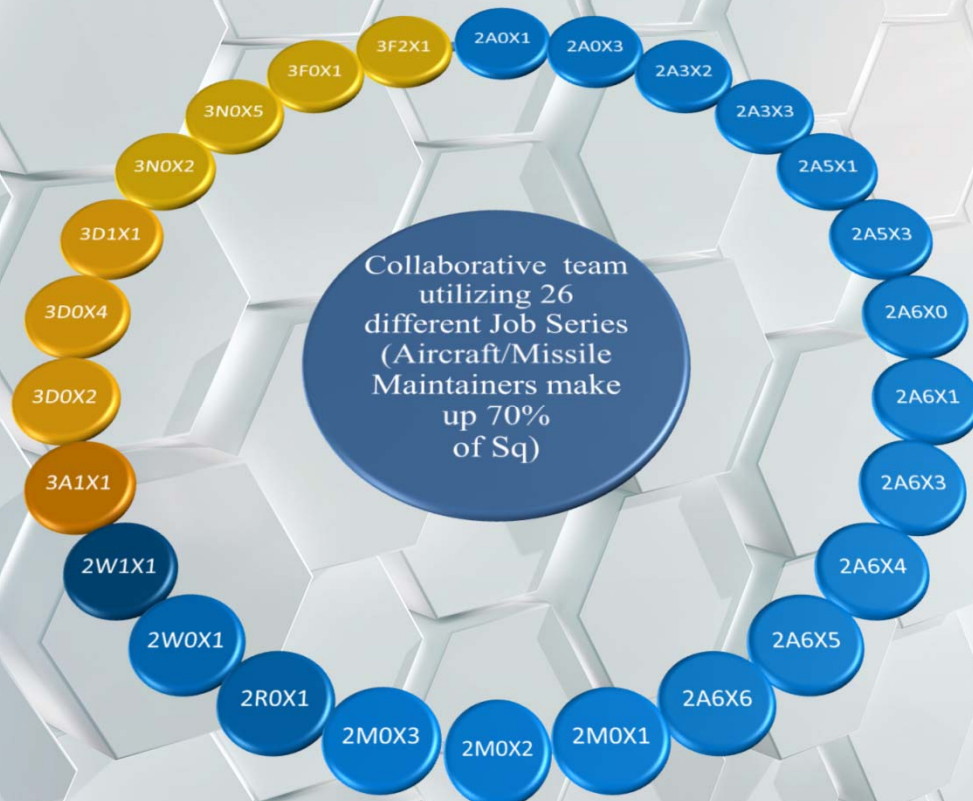 2A0X1
2A0X3
2A3X2
2A3X3
2A5X1
2A5X3
2A6X0
2A6X1
2A6X3
2A6X4
2A6X5
2A6X6
2M0X1
2M0X2
2M0X3
2R0X1
2W0X1
2W1X1
3A1X1
3D0X2
3D0X4
3D1X1
3N0X2
3N0X5
3F0X1
3F2X1
Collaborative team
utilizing 26
different Job Series
(Aircraft/Missile
Maintainers make
up 70%
of Sq)